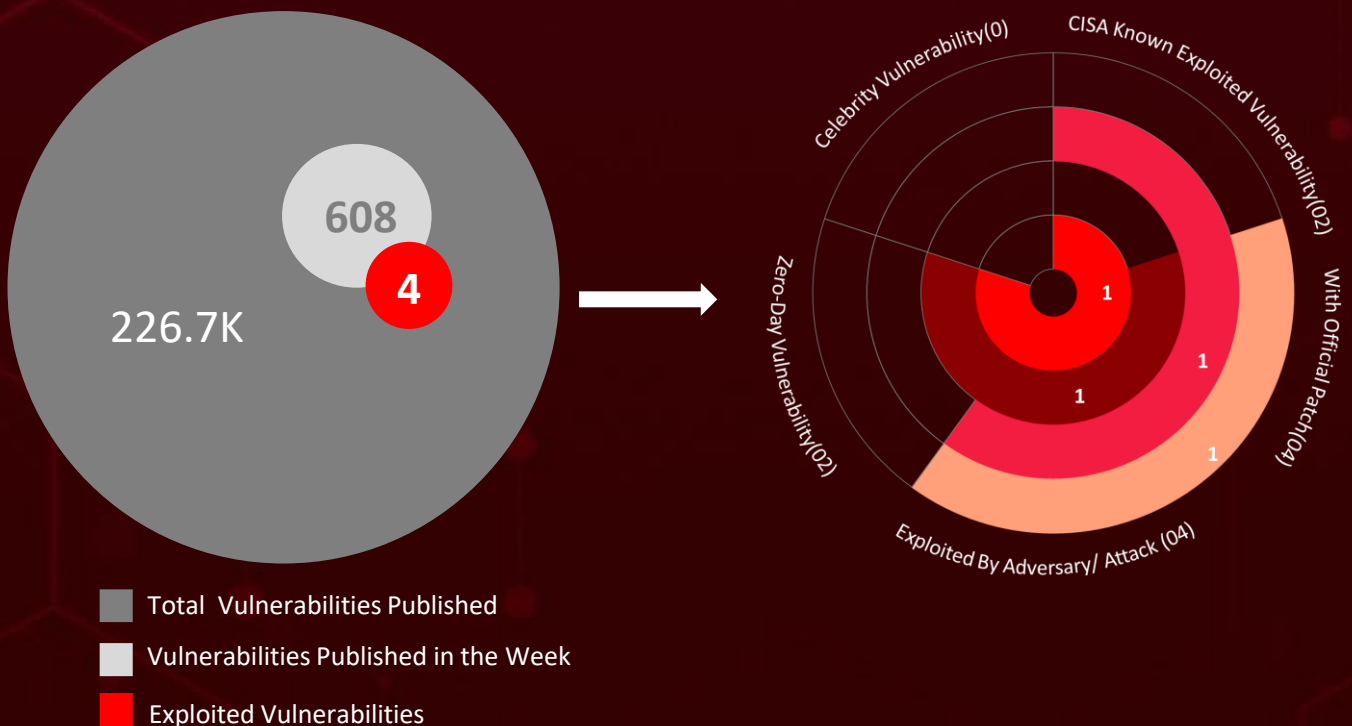 608
4
226.7K
Total Vulnerabilities Published
Vulnerabilities Published in the Week
Exploited Vulnerabilities
Celebrity Vulnerability(0)
CISA Known Exploited Vulnerability(02)
With Official Patch(04)
Exploited By Adversary/ Attack (04)
Zero-Day Vulnerability(02)
1
1
1
1